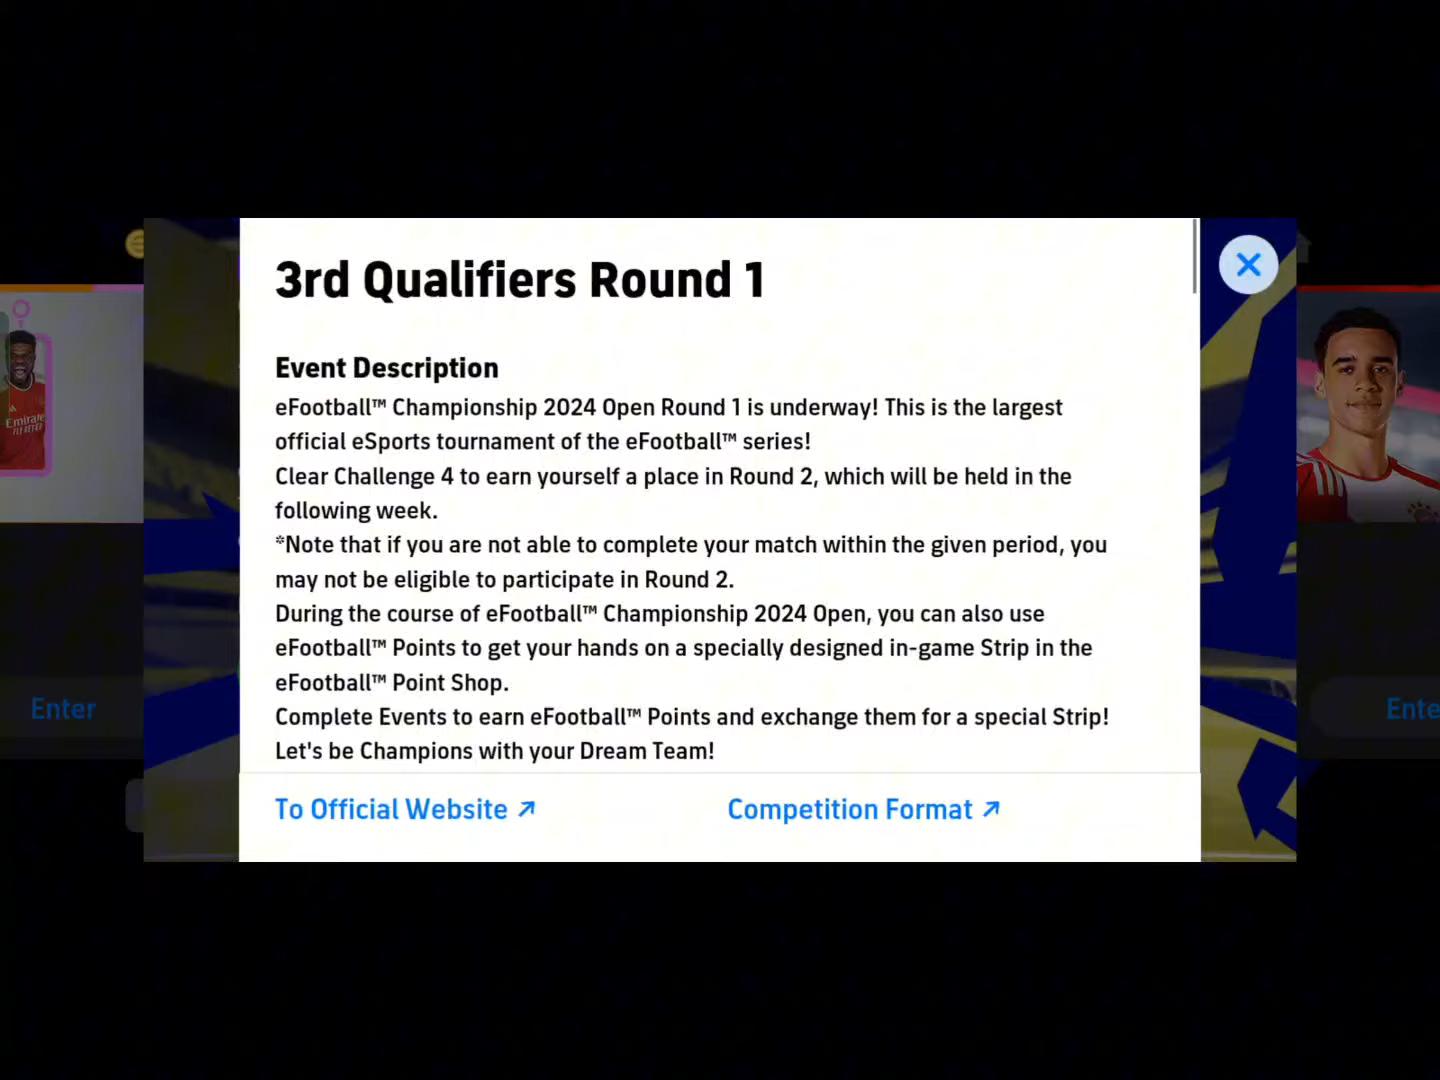 3rd Qualifiers Round 1
Event Description
eFootball™ Championship 2024 Open Round 1 is underway! This is the largest
official eSports tournament of the eFootball™ series!
Clear Challenge 4 to earn yourself a place in Round 2, which will be held in the
following week.
*Note that if you are not able to complete your match within the given period, you
may not be eligible to participate in Round 2.
During the course of eFootball™ Championship 2024 Open, you can also use
eFootball™ Points to get your hands on a specially designed in-game Strip in the
eFootball™ Point Shop.
Complete Events to earn eFootball™ Points and exchange them for a special Strip!
Let's be Champions with your Dream Team!
To Official Website ↗
Competition Format ↗
Emirates
FLY BETTER
Enter
Ente